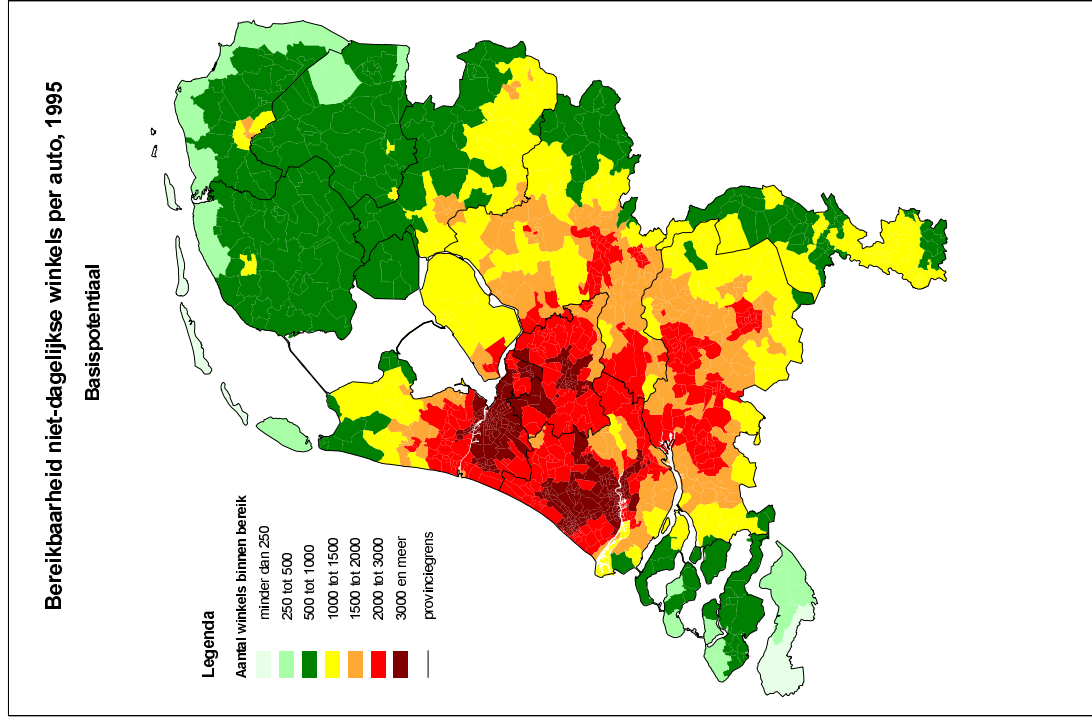 Bereikbaarheid niet-dagelijkse winkels per auto, 1995
Basispotentiaal
Legenda
Aantal winkels binnen bereik
minder dan 250
250 tot 500
500 tot 1000
1000 tot 1500
1500 tot 2000
2000 tot 3000
3000 en meer
provinciegrens